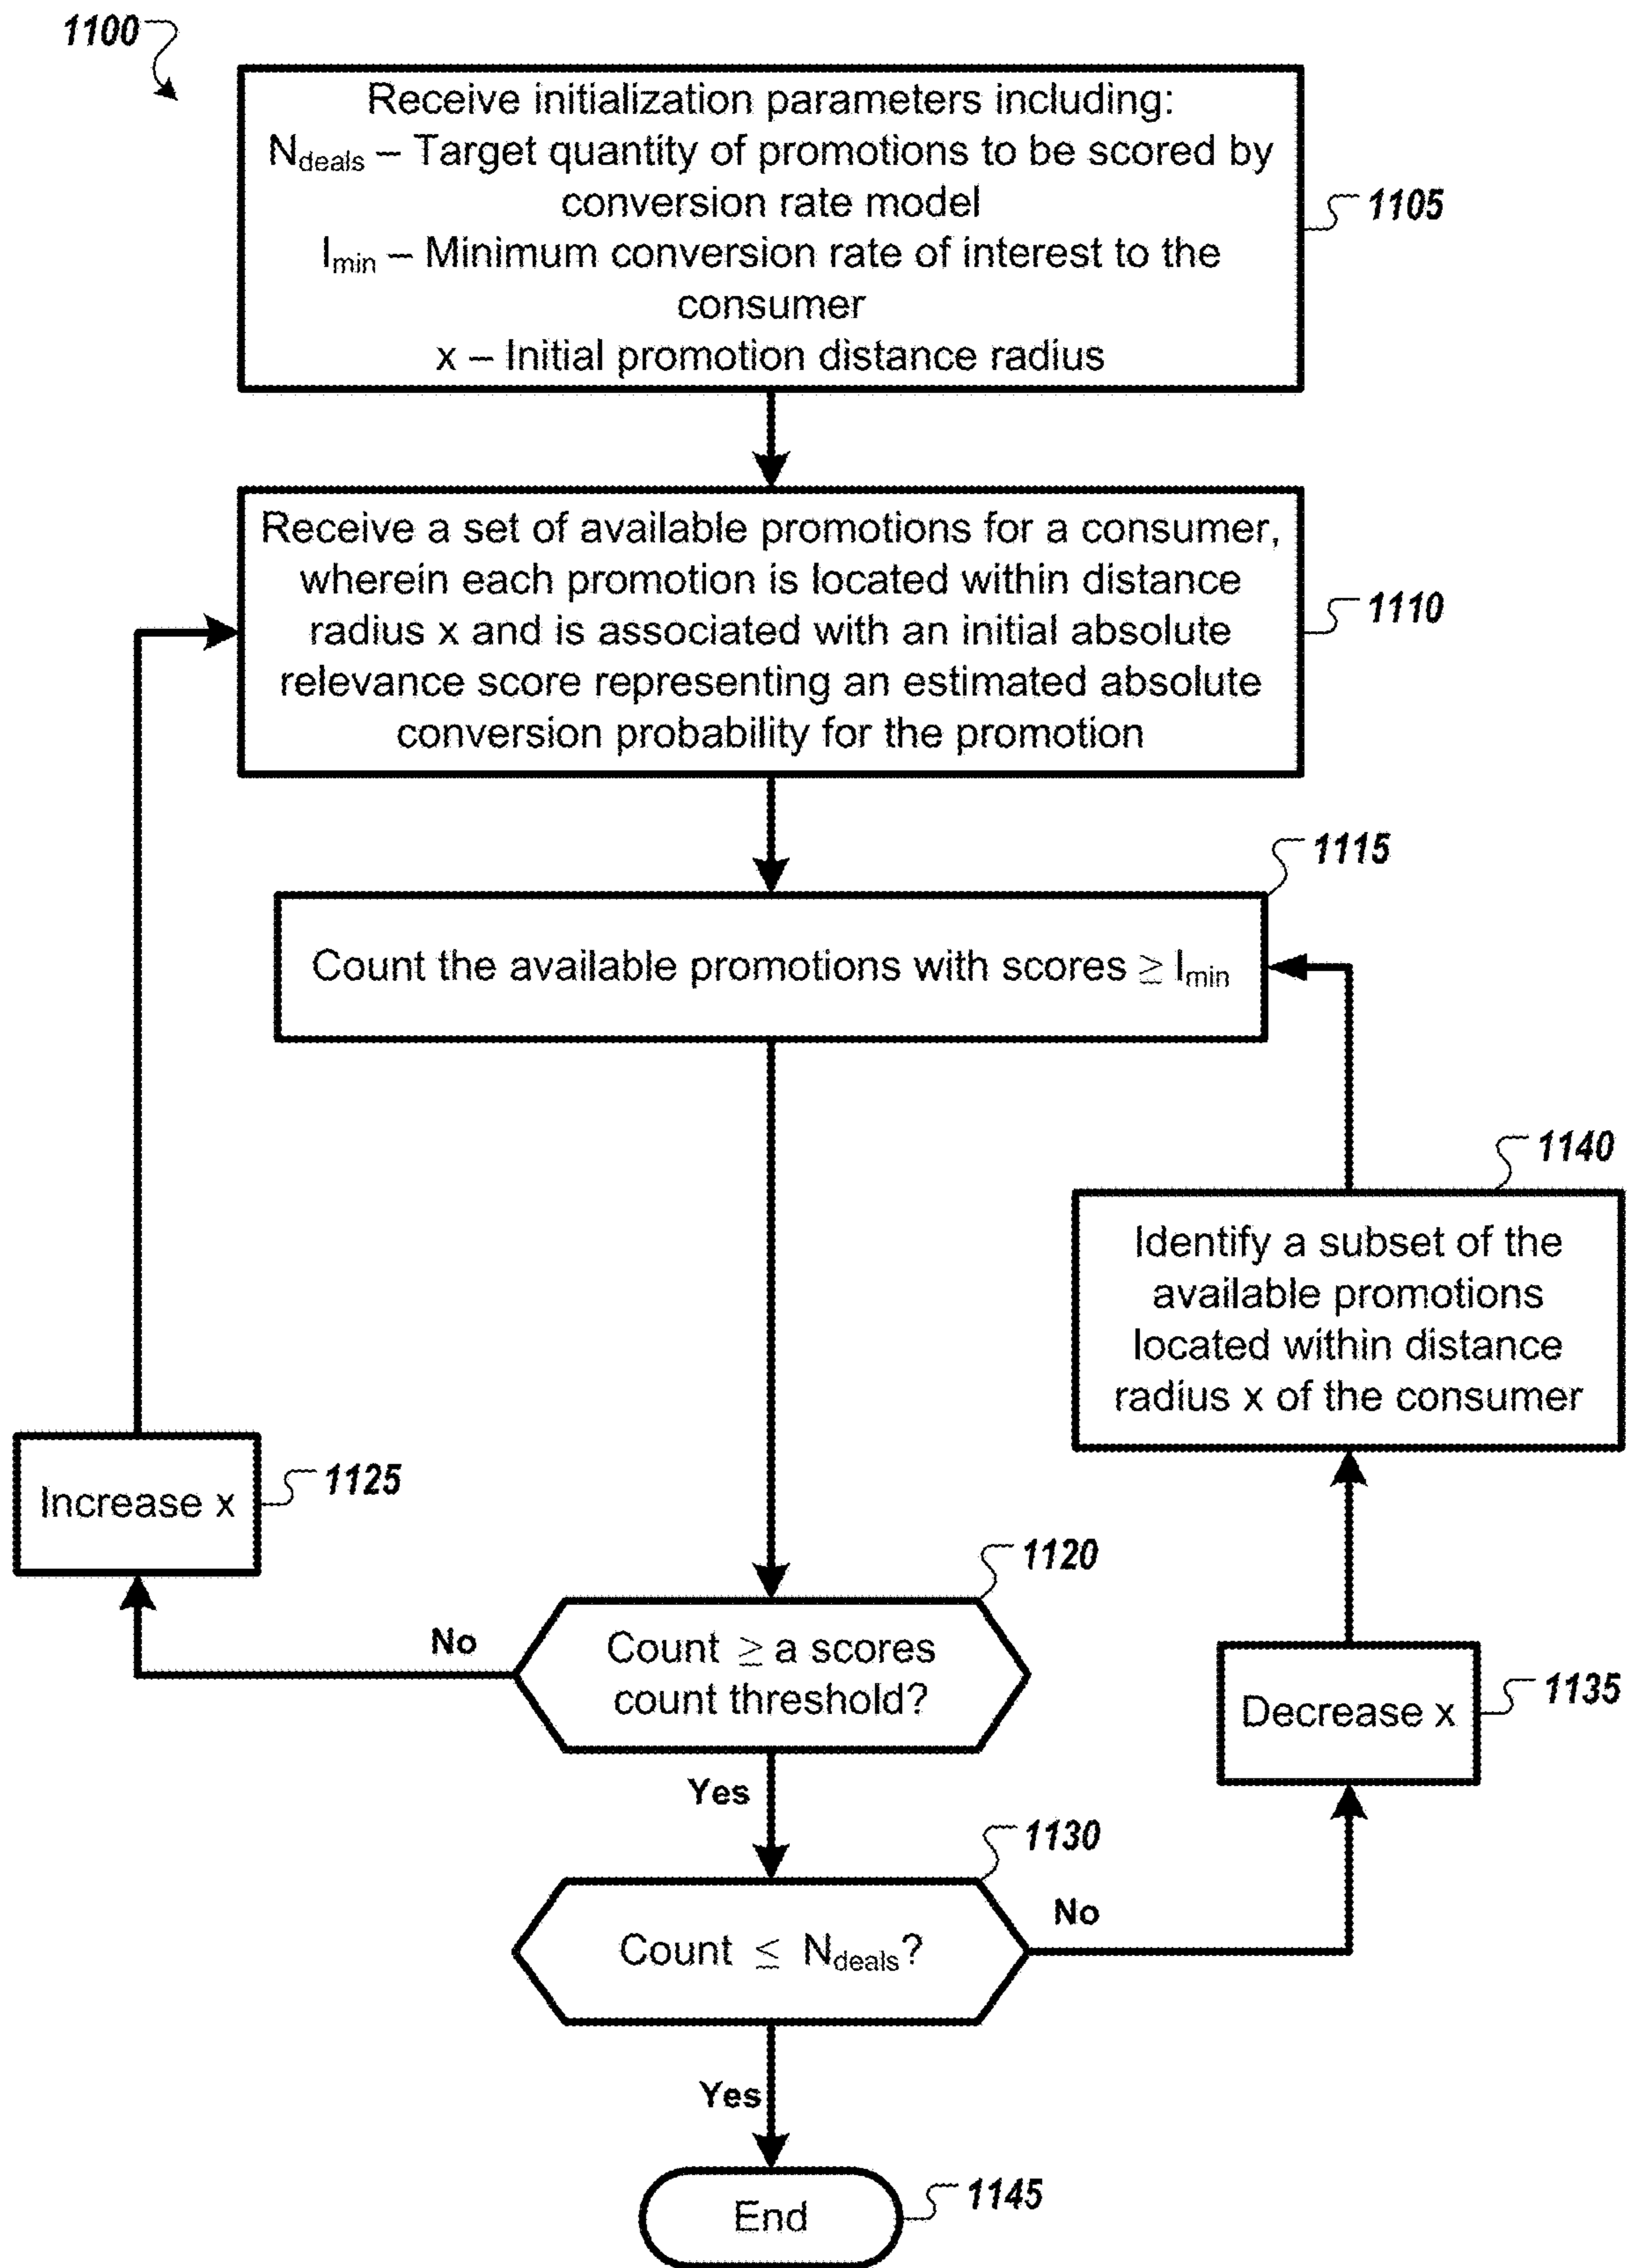 1100
Receive initialization parameters including:
N_deals – Target quantity of promotions to be scored by
conversion rate model
I_min – Minimum conversion rate of interest to the
consumer
x – Initial promotion distance radius
1105
Receive a set of available promotions for a consumer,
wherein each promotion is located within distance
radius x and is associated with an initial absolute
relevance score representing an estimated absolute
conversion probability for the promotion
1110
1115
Count the available promotions with scores ≥ I_min
1140
Identify a subset of the
available promotions
located within distance
radius x of the consumer
Increase x
1125
1120
No
Count ≥ a scores
count threshold?
Decrease x
1135
Yes
1130
No
Count ≤ N_deals?
Yes
End
1145